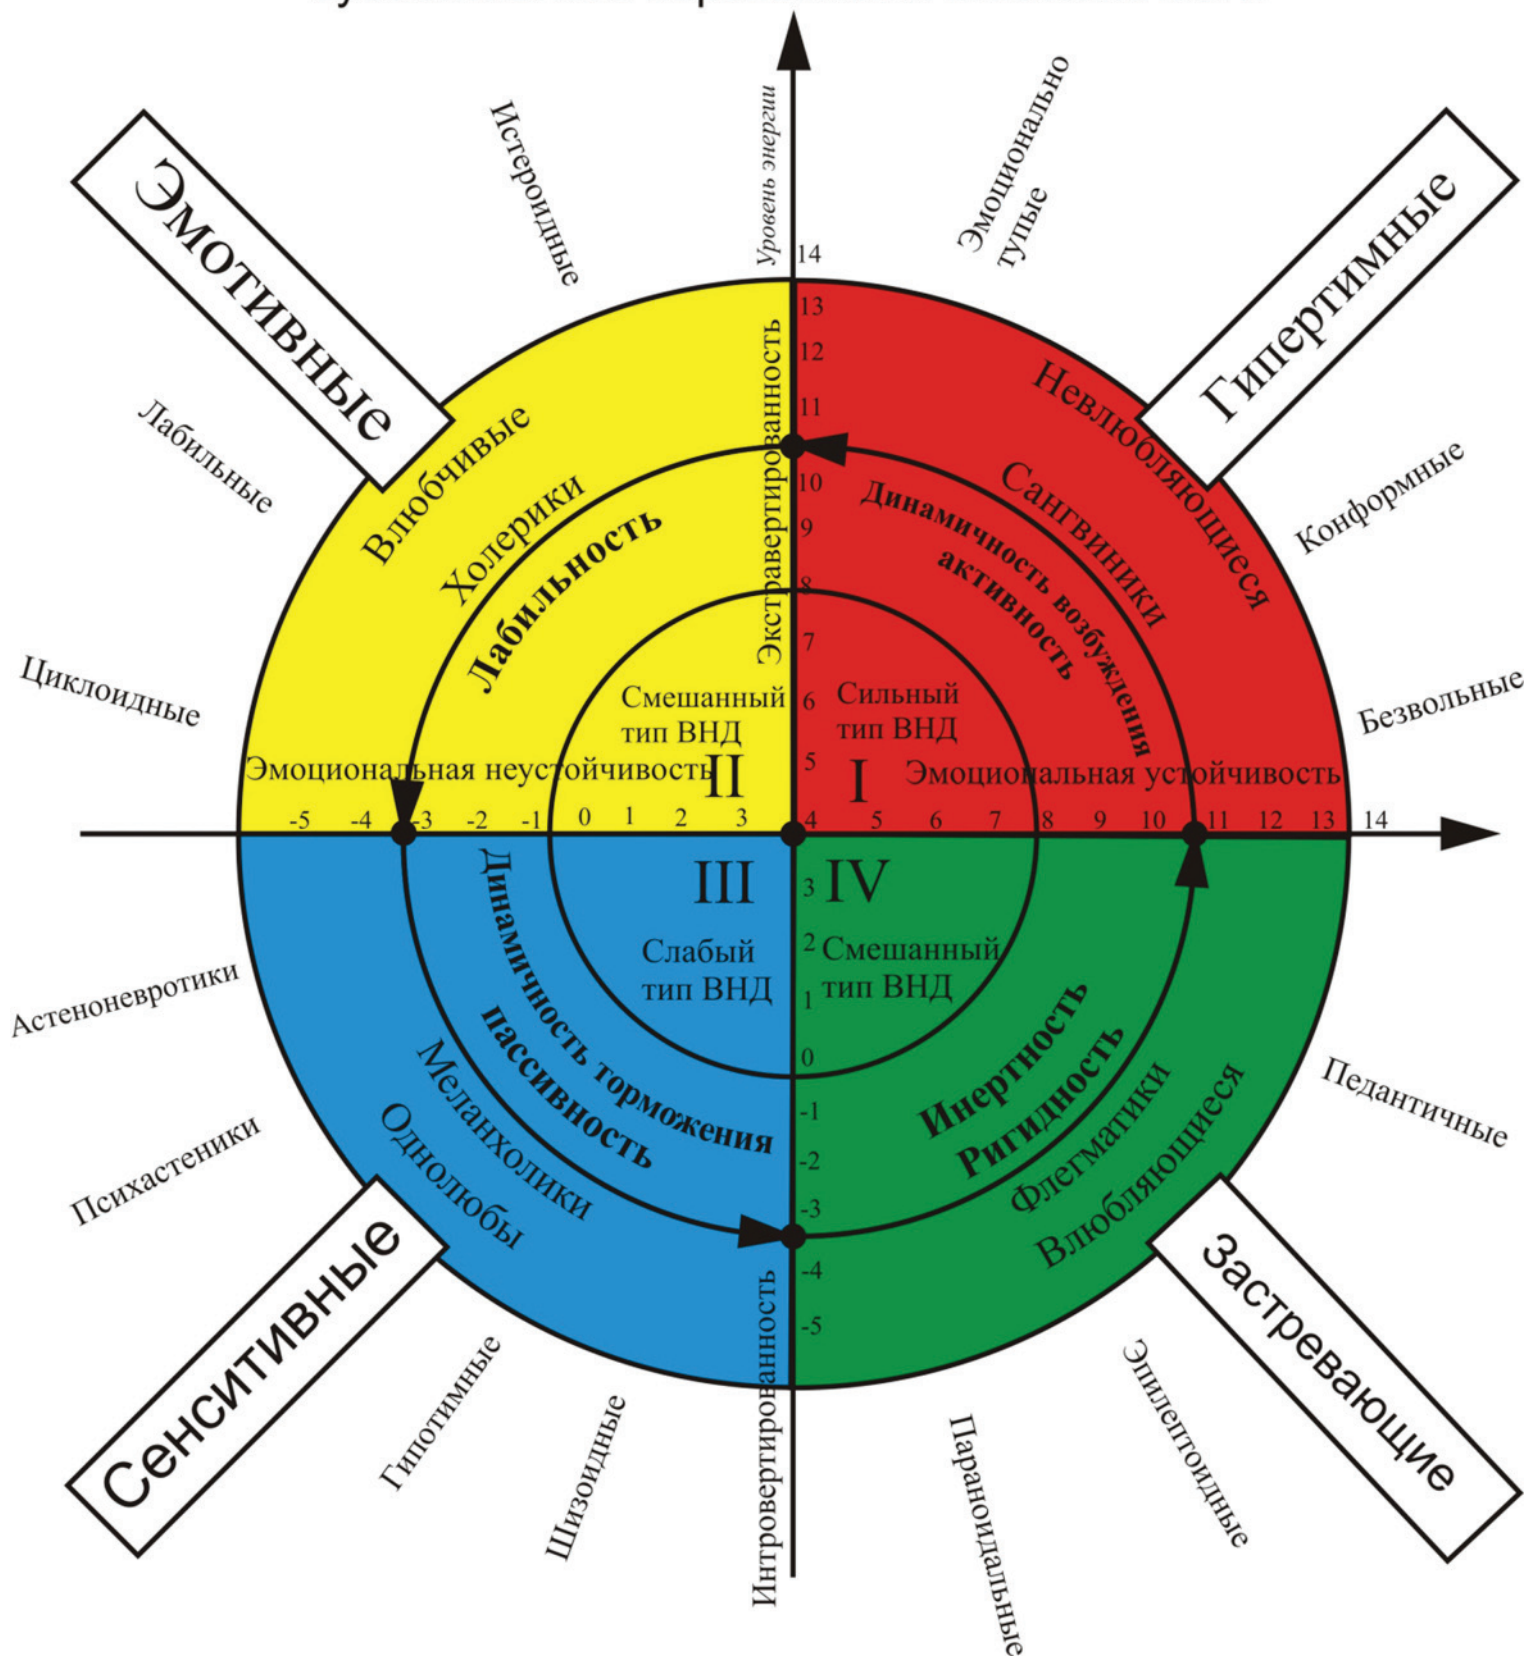 Уровень энергии
Истероидные
Эмоционально
тупые
Эмотивные
Гипертимные
Лабильные
Конформные
Циклоидные
Безвольные
14
13
12
11
10
9
8
7
6
5
Экстравертированность
Влюбчивые
Холерики
Лабильность
Смешанный
тип ВНД
II
Эмоциональная неустойчивость
Невлюбляющиеся
Сангвиники
Динамичность возбуждения
активность
Сильный
тип ВНД
I
Эмоциональная устойчивость
-5 -4 -3 -2 -1 0 1 2 3 4 5 6 7 8 9 10 11 12 13 14
III
Слабый
тип ВНД
Динамичность торможения
пассивность
Меланхолики
Однолюбы
IV
Смешанный
тип ВНД
Инертность
Ригидность
Флегматики
Влюбляющиеся
3
2
1
0
-1
-2
-3
-4
-5
Интровертированность
Астеноневротики
Психастеники
Педантичные
Сенситивные
Застревающие
Гипотимные
Шизоидные
Параноидальные
Эпилептоидные